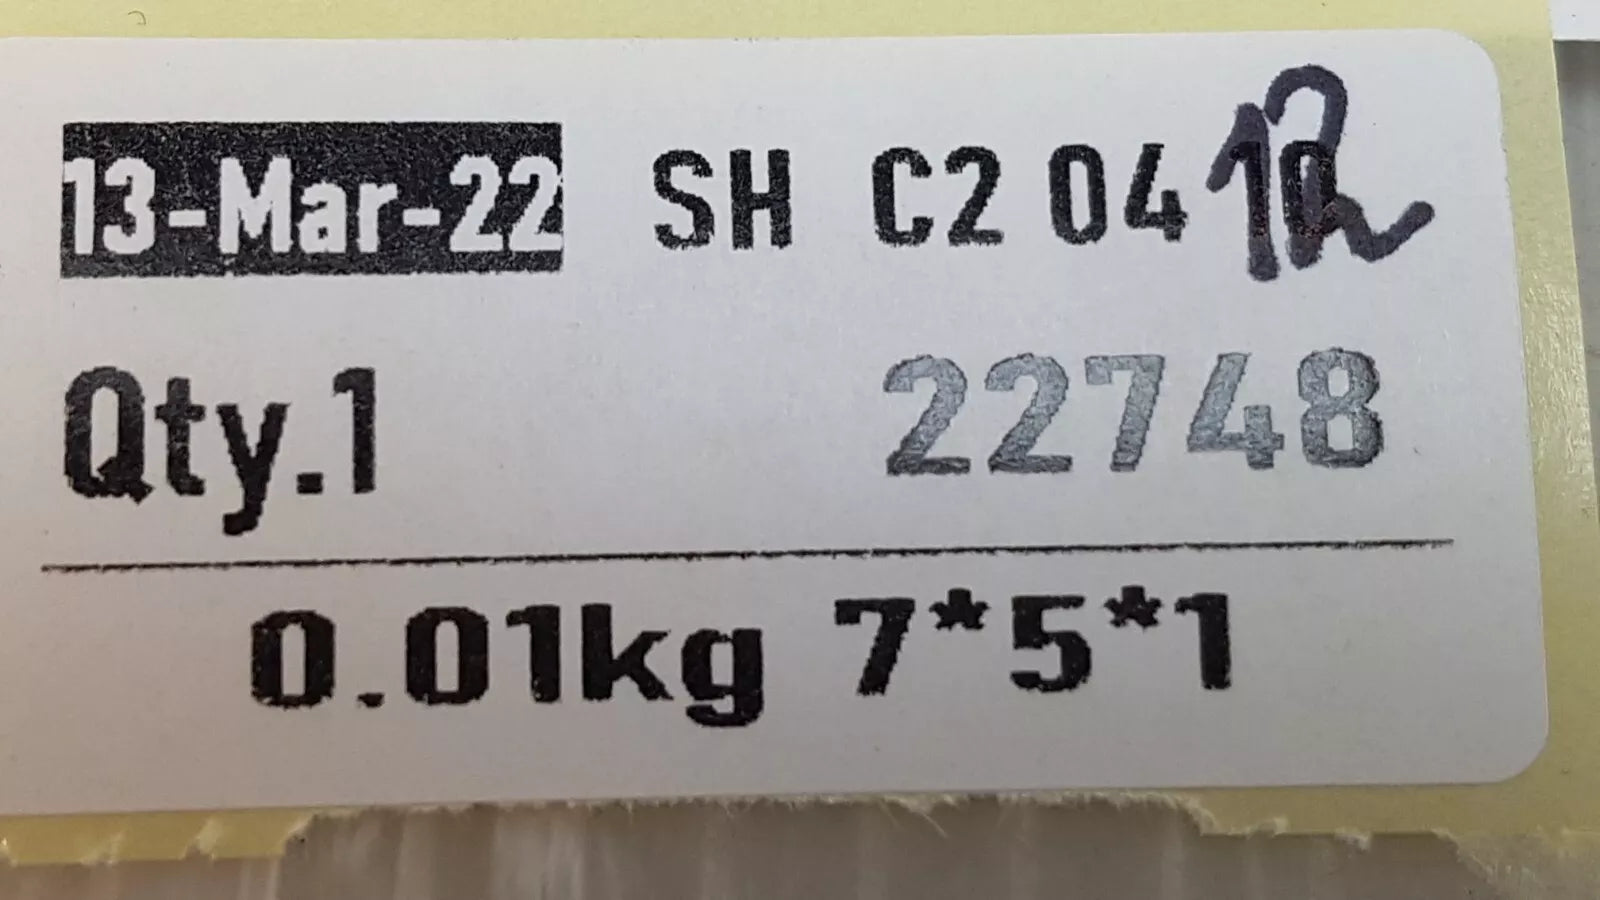 13-Mar-22 SH C2 04 12
Qty.1 22748
0.01kg 7*5*1